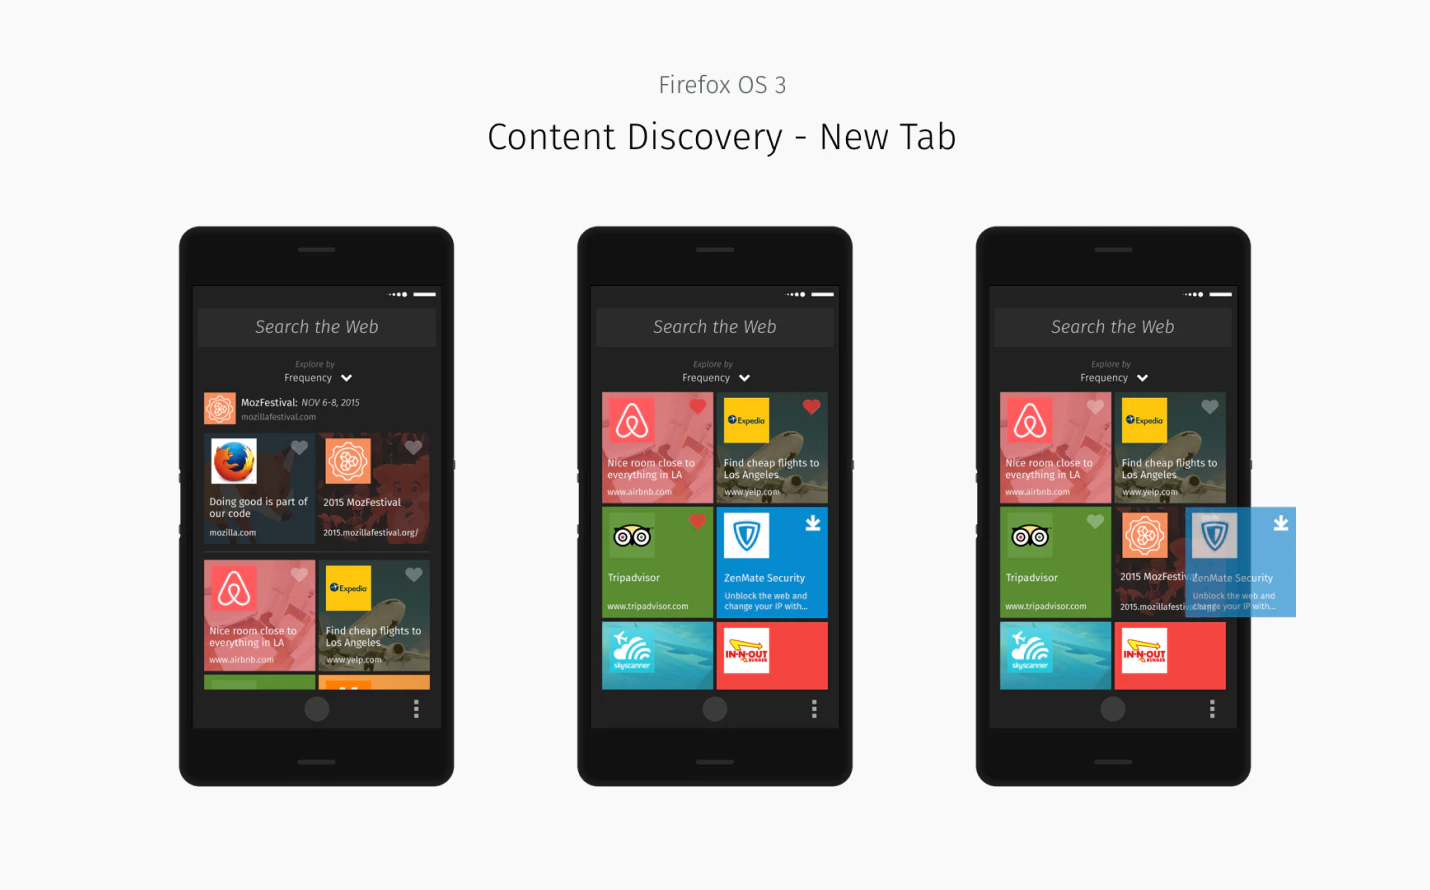 Firefox OS 3
Content Discovery - New Tab
Search the Web
Explore by
Frequency
MozFestival: NOV 6-8, 2015
mozillafestival.com
Doing good is part of
our code
mozilla.com
2015 MozFestival
2015.mozillafestival.org/
Nice room close to
everything in LA
www.airbnb.com
Expedia
Find cheap flights to
Los Angeles
www.yelp.com
Search the Web
Explore by
Frequency
Nice room close to
everything in LA
www.airbnb.com
Expedia
Find cheap flights to
Los Angeles
www.yelp.com
Tripadvisor
www.tripadvisor.com
ZenMate Security
Unblock the web and
change your IP with...
skyscanner
IN-N-OUT
BURGER
Search the Web
Explore by
Frequency
Nice room close to
everything in LA
www.airbnb.com
Expedia
Find cheap flights to
Los Angeles
www.yelp.com
Tripadvisor
www.tripadvisor.com
2015 MozFestiv
2015.mozillafestiv
ZenMate Security
Unblock the web and
change your IP with...
skyscanner
IN-N-OUT
BURGER